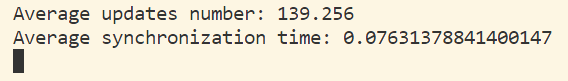 Average updates number: 139.256
Average synchronization time: 0.07631378841400147